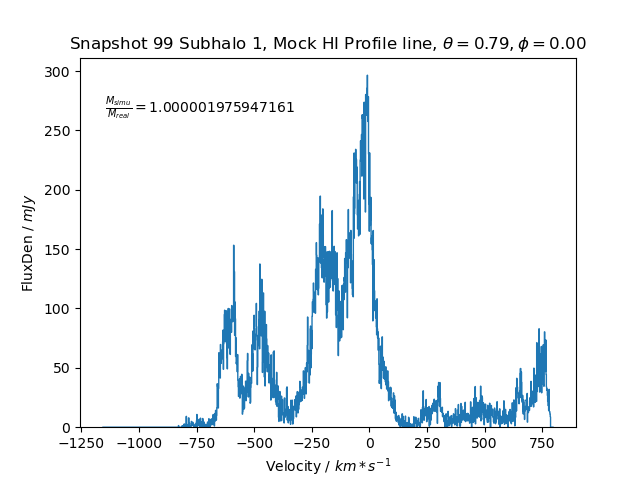 Snapshot 99 Subhalo 1, Mock HI Profile line, θ = 0.79, ϕ = 0.00
300
M_simu/M_real = 1.000001975947161
250
200
150
100
50
0
FluxDen / mJy
−1250 −1000 −750 −500 −250 0 250 500 750
Velocity / km * s⁻¹